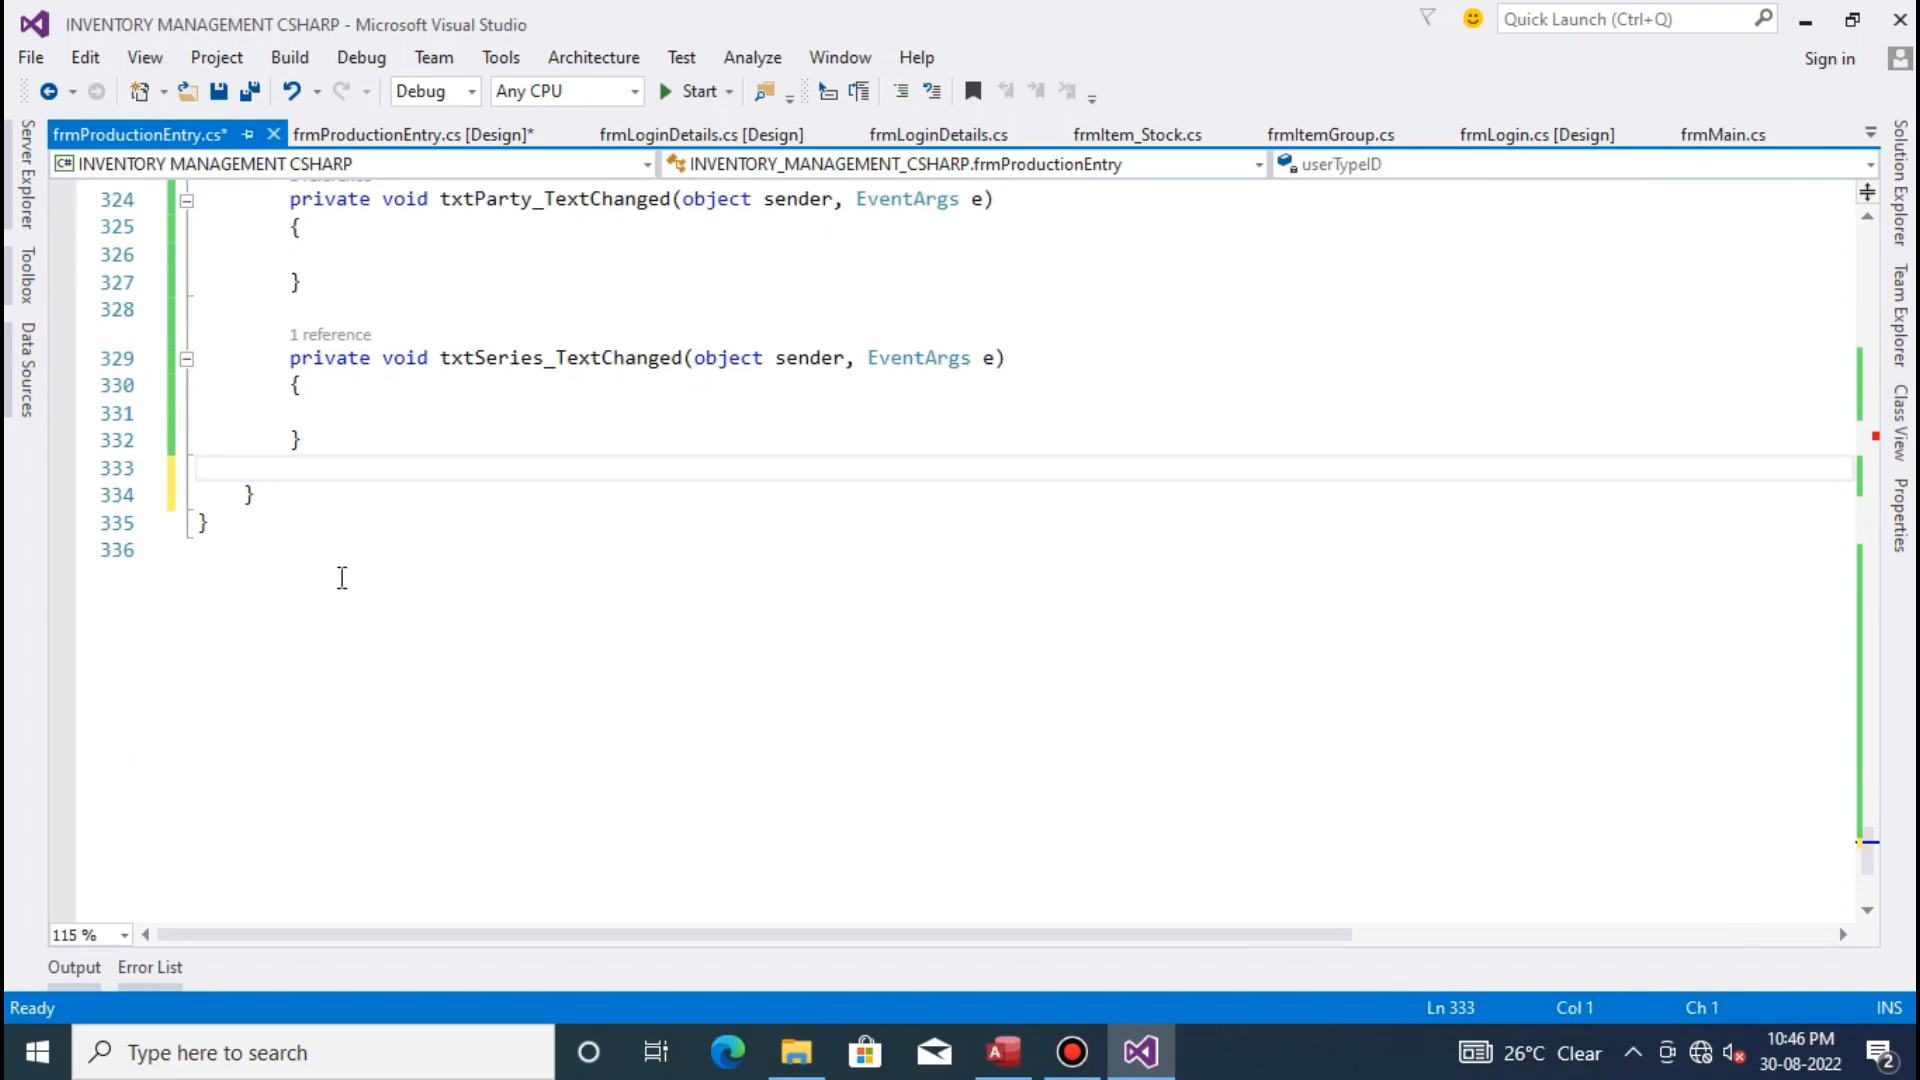 INVENTORY MANAGEMENT CSHARP - Microsoft Visual Studio
Quick Launch (Ctrl+Q)
File Edit View Project Build Debug Team Tools Architecture Test Analyze Window Help
Sign in
Debug Any CPU Start
frmProductionEntry.cs* frmProductionEntry.cs [Design]* frmLoginDetails.cs [Design] frmLoginDetails.cs frmItem_Stock.cs frmItemGroup.cs frmLogin.cs [Design] frmMain.cs
C# INVENTORY MANAGEMENT CSHARP INVENTORY_MANAGEMENT_CSHARP.frmProductionEntry userTypeID
Server Explorer
Toolbox
Data Sources
324 private void txtParty_TextChanged(object sender, EventArgs e)
325 {
326
327 }
328
1 reference
329 private void txtSeries_TextChanged(object sender, EventArgs e)
330 {
331
332 }
333
334 }
335 }
336
Solution Explorer
Team Explorer
Class View
Properties
115 %
Output Error List
Ready Ln 333 Col 1 Ch 1 INS
Type here to search
A
26°C Clear
10:46 PM
30-08-2022
2